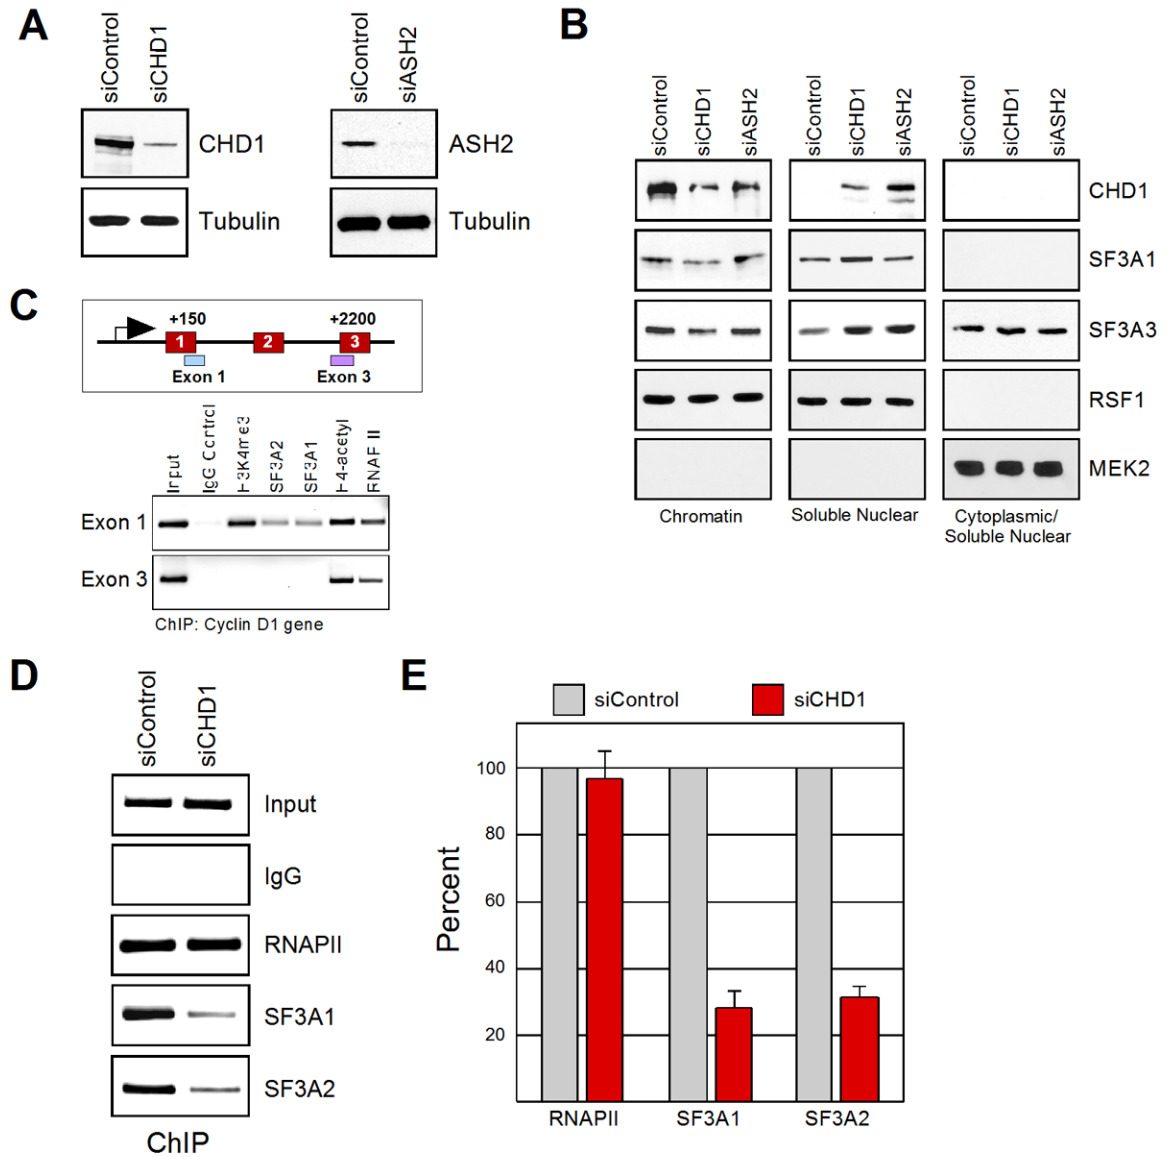 A
siControl
siCHD1
CHD1
Tubulin
siControl
siASH2
ASH2
Tubulin
B
siControl
siCHD1
siASH2
siControl
siCHD1
siASH2
siControl
siCHD1
siASH2
CHD1
SF3A1
SF3A3
RSF1
MEK2
Chromatin
Soluble Nuclear
Cytoplasmic/
Soluble Nuclear
C
+150
+2200
1
2
3
Exon 1
Exon 3
Input
IgG Control
H3K4me3
SF3A2
SF3A1
H4-acetyl
RNAP II
Exon 1
Exon 3
ChIP: Cyclin D1 gene
D
siControl
siCHD1
Input
IgG
RNAPII
SF3A1
SF3A2
ChIP
E
siControl
siCHD1
Percent
100
80
60
40
20
RNAPII
SF3A1
SF3A2